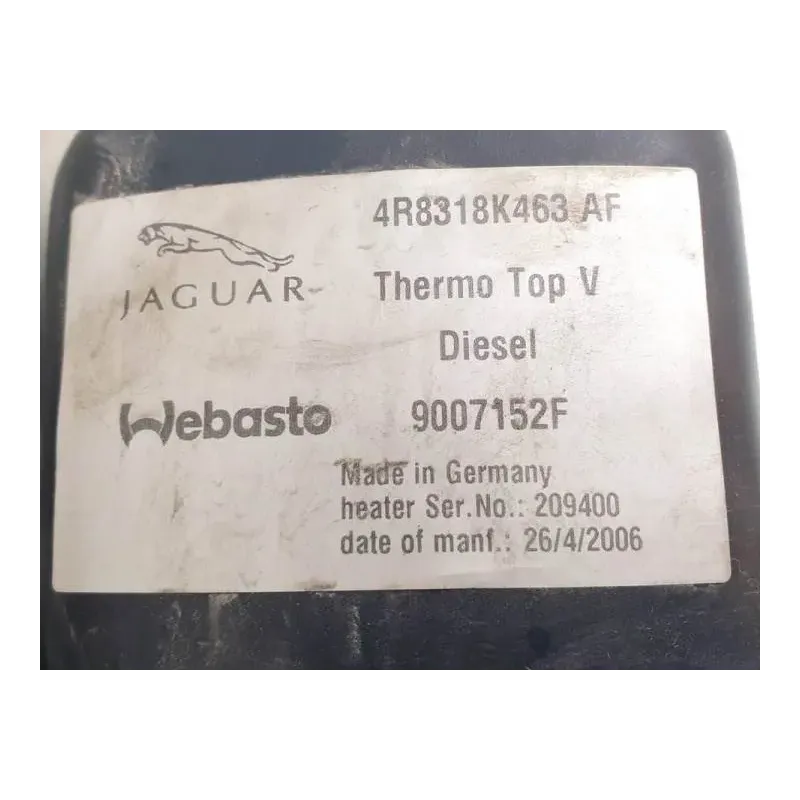 4R8318K463 AF
JAGUAR
Thermo Top V
Diesel
Webasto
9007152F
Made in Germany
heater Ser.No.: 209400
date of manf.: 26/4/2006